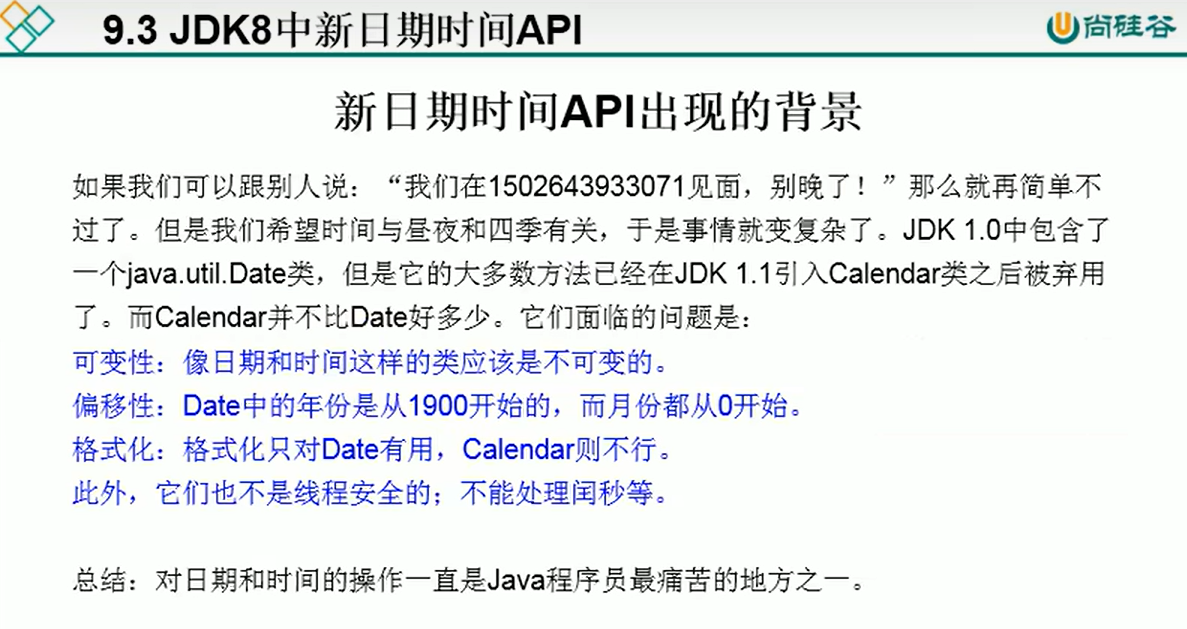 9.3 JDK8中新日期时间API
尚硅谷
新日期时间API出现的背景
如果我们可以跟别人说：“我们在1502643933071见面，别晚了！”那么就再简单不
过了。但是我们希望时间与昼夜和四季有关，于是事情就变复杂了。JDK 1.0中包含了
一个java.util.Date类，但是它的大多数方法已经在JDK 1.1引入Calendar类之后被弃用
了。而Calendar并不比Date好多少。它们面临的问题是：
可变性：像日期和时间这样的类应该是不可变的。
偏移性：Date中的年份是从1900开始的，而月份都从0开始。
格式化：格式化只对Date有用，Calendar则不行。
此外，它们也不是线程安全的；不能处理闰秒等。
总结：对日期和时间的操作一直是Java程序员最痛苦的地方之一。